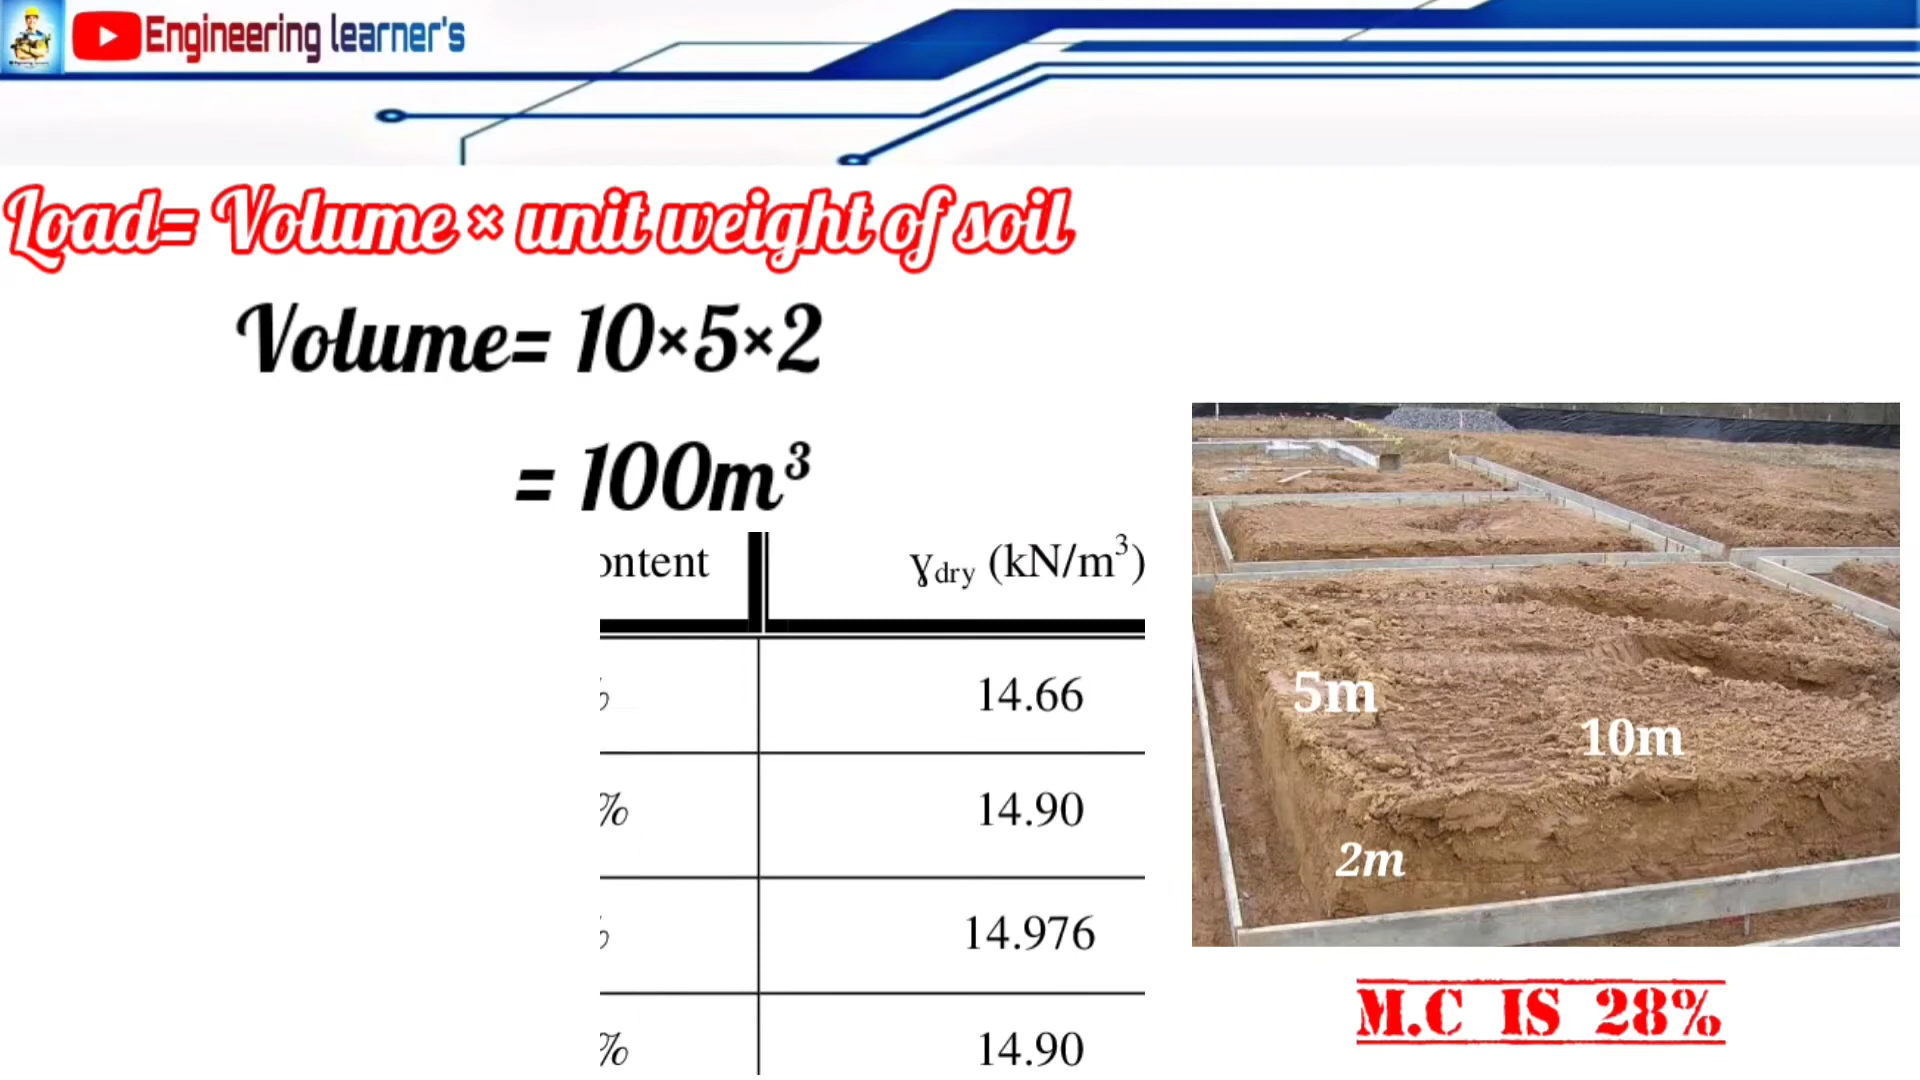 Engineering learner's
Load= Volume × unit weight of soil
Volume= 10×5×2
= 100m³
ontent
γdry (kN/m³)
14.66
% 14.90
14.976
% 14.90
5m
10m
2m
M.C IS 28%